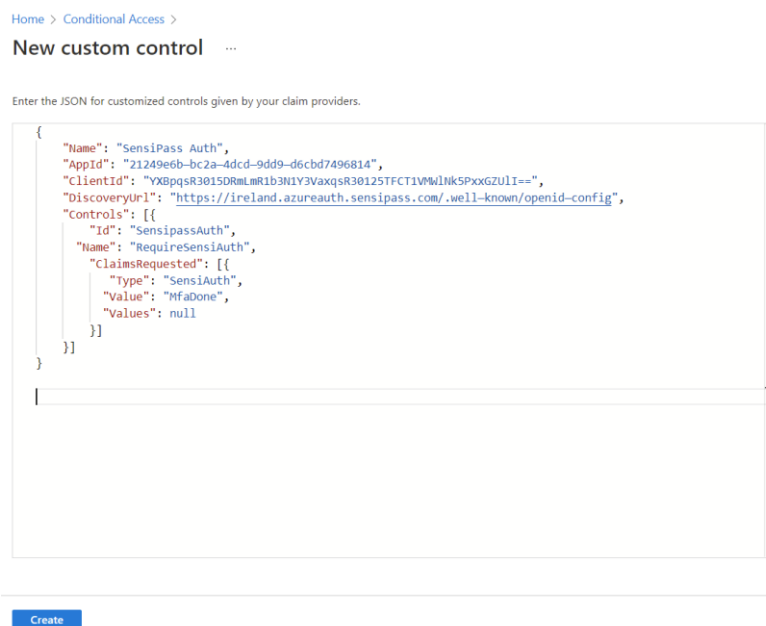 Home > Conditional Access >
New custom control ...
Enter the JSON for customized controls given by your claim providers.
{
"Name": "SensiPass Auth",
"AppId": "21249e6b–bc2a–4dcd–9dd9–d6cbd7496814",
"ClientId": "YXBpqsR3015DRmLmR1b3N1Y3VaxqsR30125TFCT1VMWlNk5PxxGZUlI==",
"DiscoveryUrl": "https://ireland.azureauth.sensipass.com/.well–known/openid–config",
"Controls": [{
"Id": "SensipassAuth",
"Name": "RequireSensiAuth",
"ClaimsRequested": [{
"Type": "SensiAuth",
"Value": "MfaDone",
"Values": null
}]
}]
}
Create